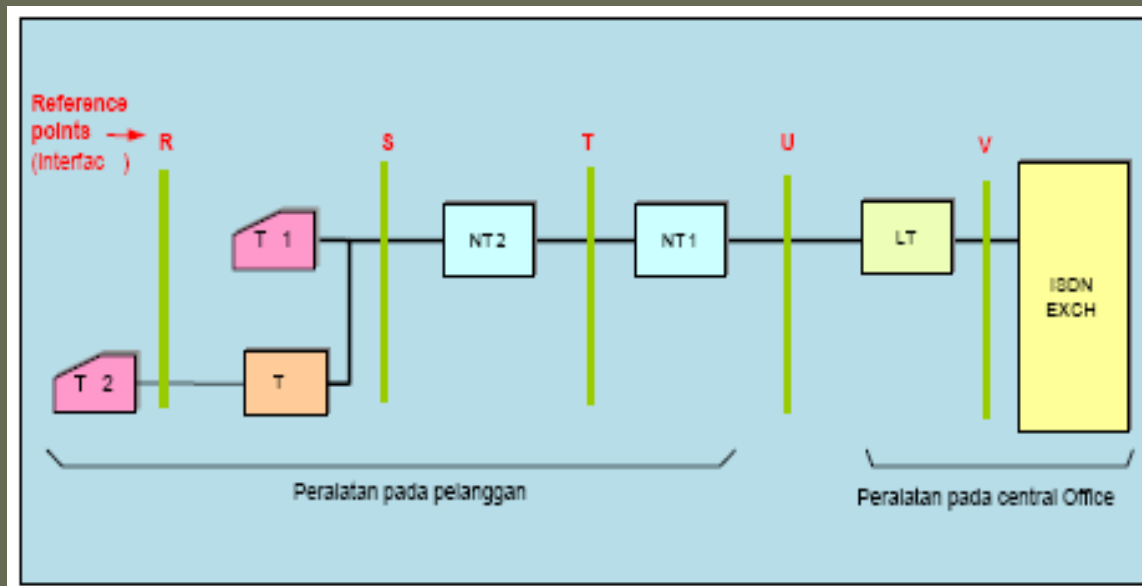 Reference
points → R S T U V
(Interfac )
T 1
NT2
NT1
LT
ISDN
EXCH
T 2
T
Peralatan pada pelanggan
Peralatan pada central Office